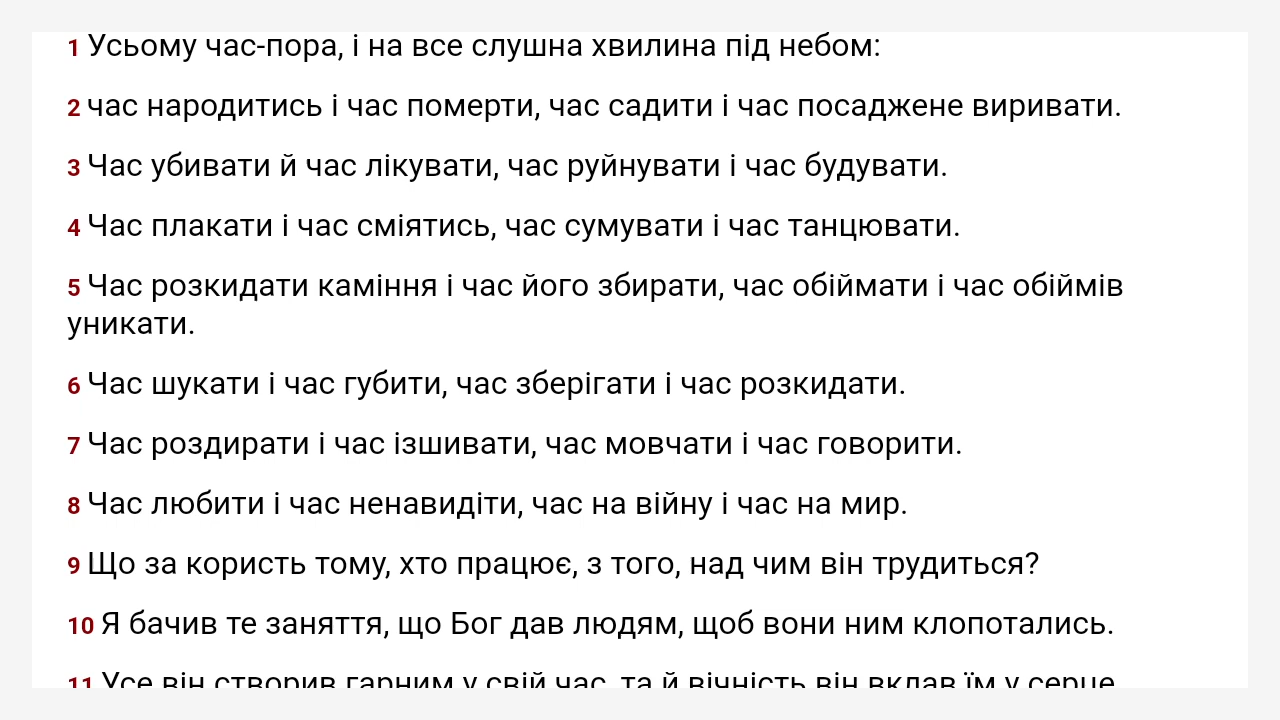 1 Усьому час-пора, і на все слушна хвилина під небом:
2 час народитись і час померти, час садити і час посаджене виривати.
3 Час убивати й час лікувати, час руйнувати і час будувати.
4 Час плакати і час сміятись, час сумувати і час танцювати.
5 Час розкидати каміння і час його збирати, час обіймати і час обіймів
уникати.
6 Час шукати і час губити, час зберігати і час розкидати.
7 Час роздирати і час ізшивати, час мовчати і час говорити.
8 Час любити і час ненавидіти, час на війну і час на мир.
9 Що за користь тому, хто працює, з того, над чим він трудиться?
10 Я бачив те заняття, що Бог дав людям, щоб вони ним клопотались.
11 Усе він створив гарним у свій час, та й вічність він вклав їм у серце,